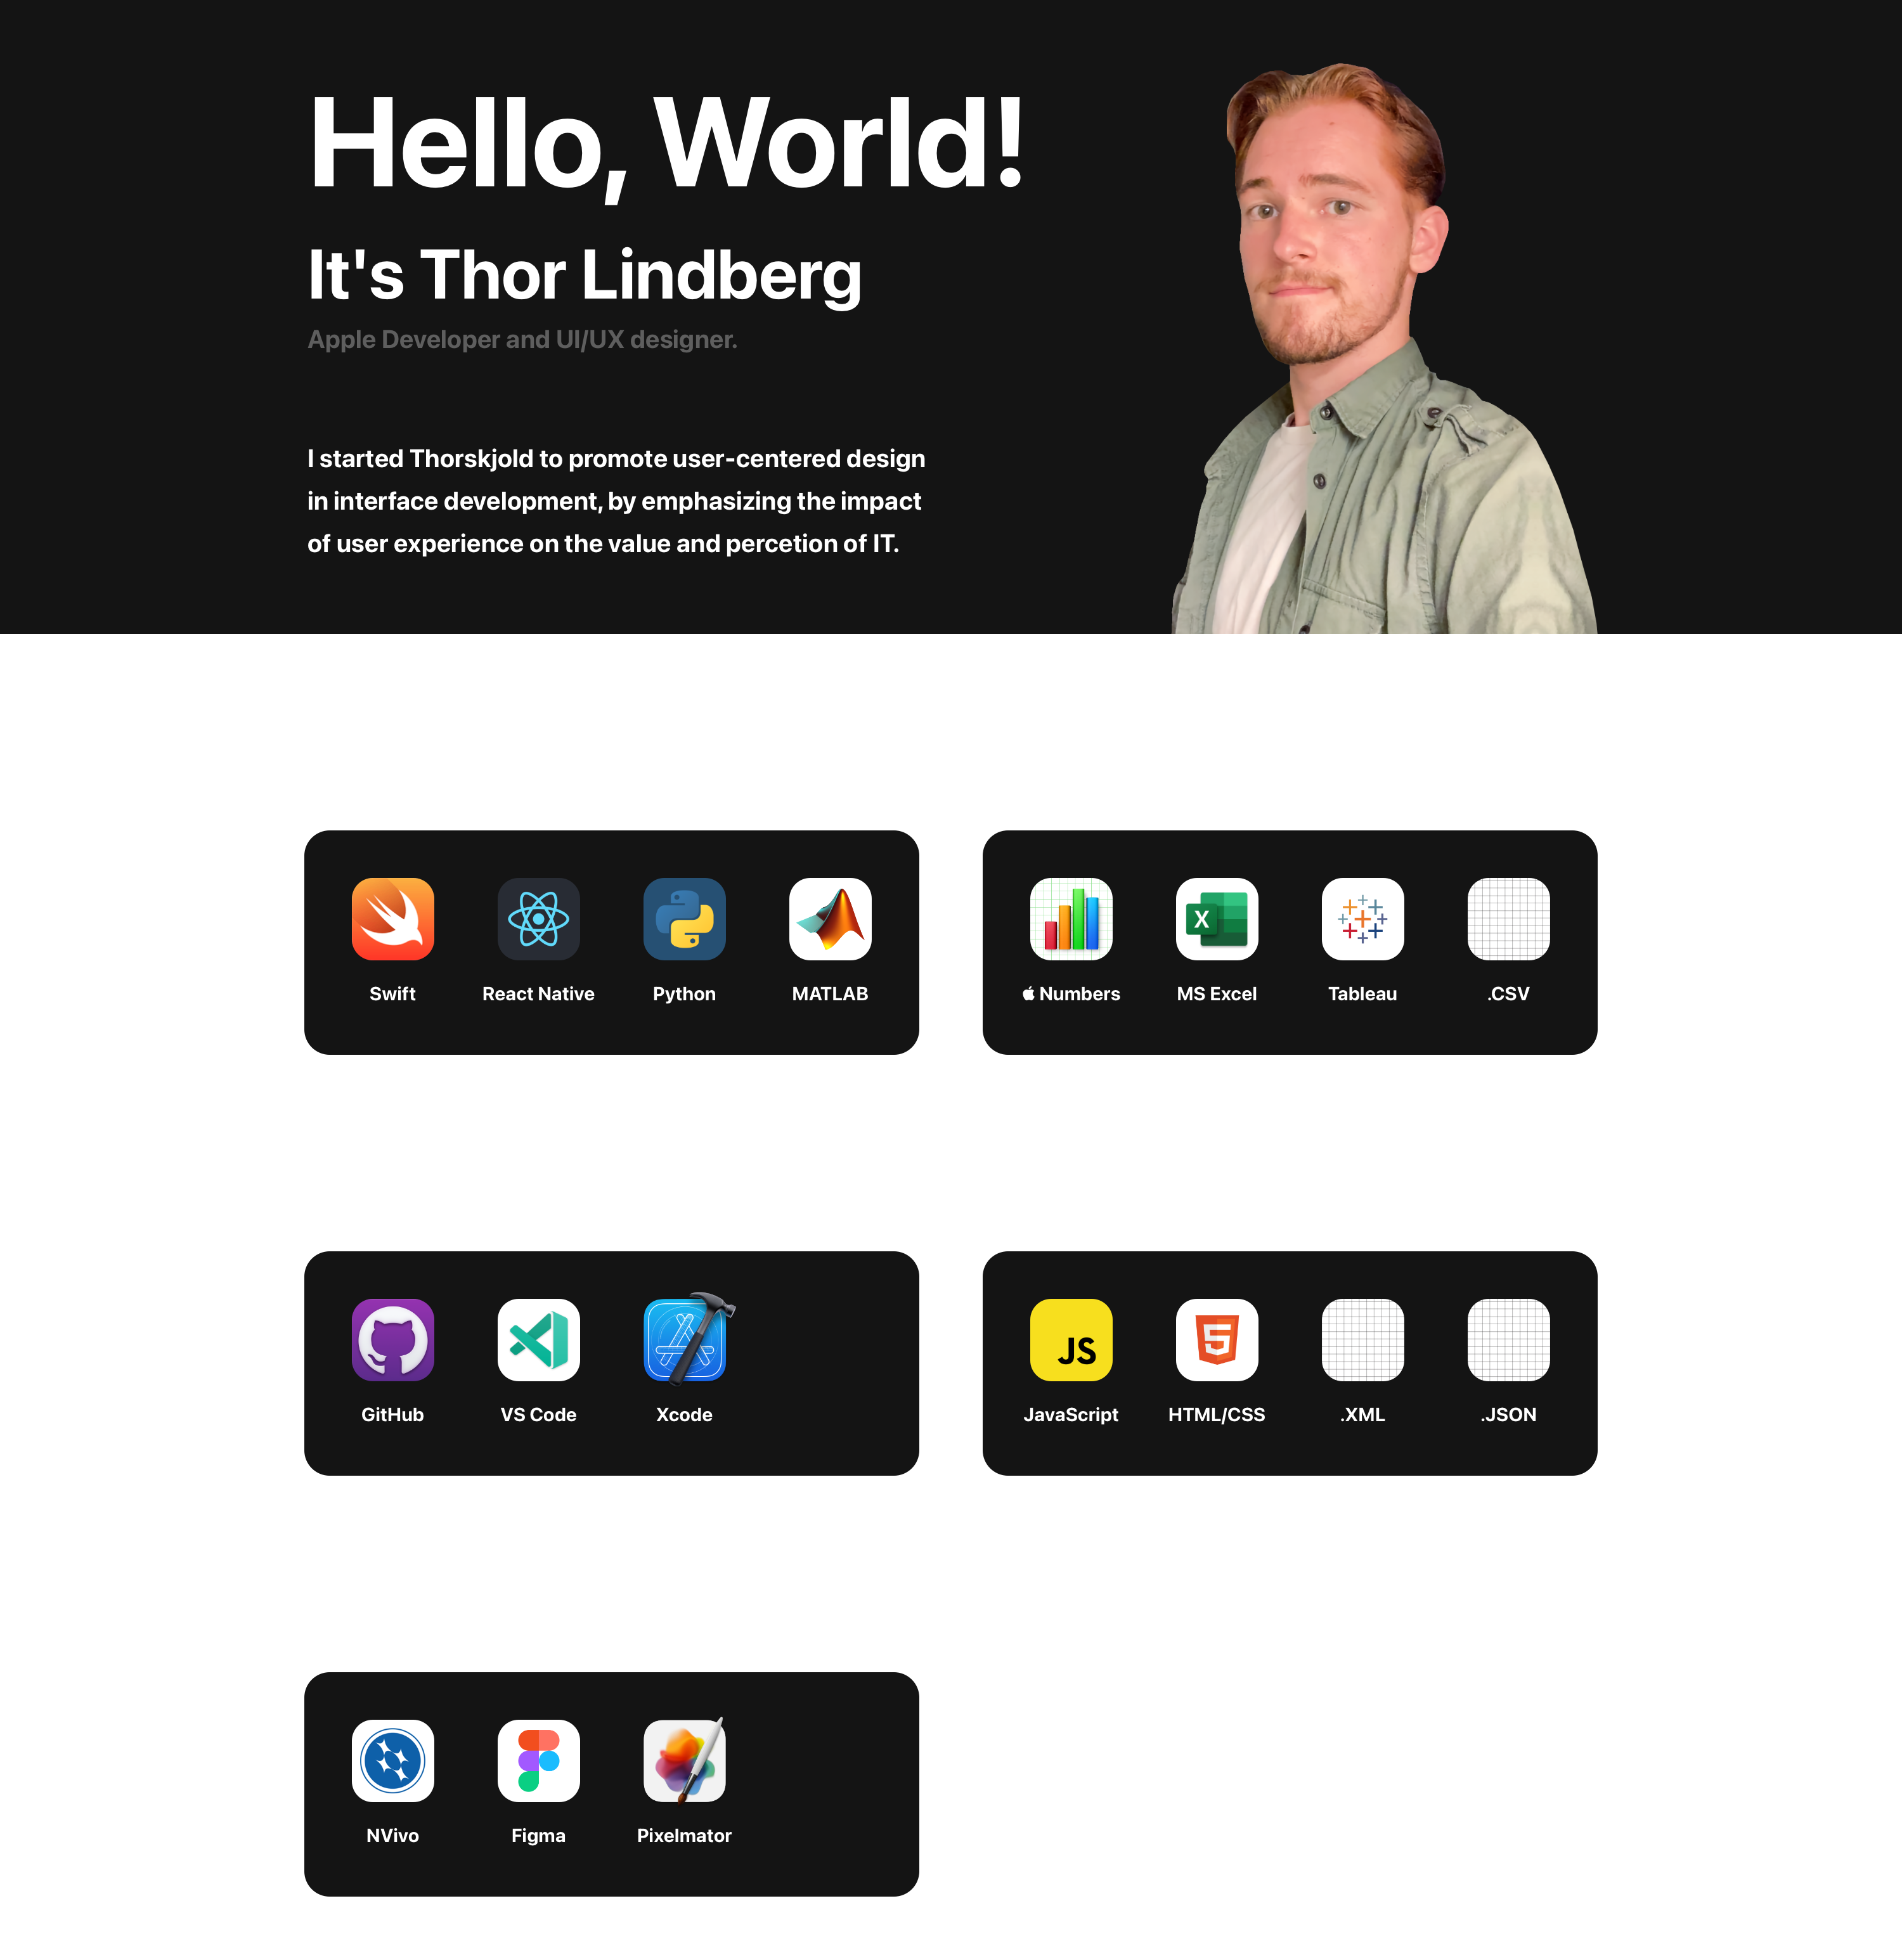 Hello, World!
It's Thor Lindberg
Apple Developer and UI/UX designer.
I started Thorskjold to promote user-centered design
in interface development, by emphasizing the impact
of user experience on the value and percetion of IT.
Swift
React Native
Python
MATLAB
Numbers
X
MS Excel
Tableau
.CSV
GitHub
VS Code
Xcode
JS
JavaScript
5
HTML/CSS
.XML
.JSON
NVivo
Figma
Pixelmator